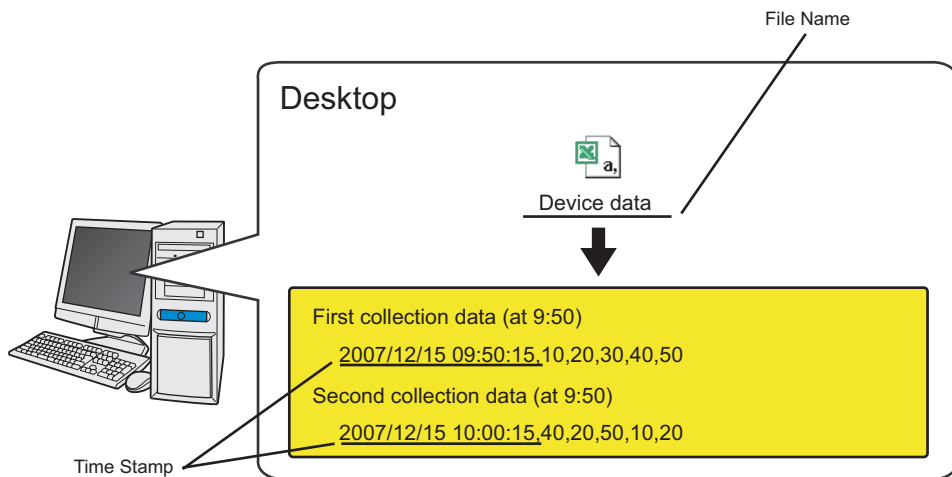 File Name
Desktop
a,
Device data
First collection data (at 9:50)
2007/12/15 09:50:15,10,20,30,40,50
Second collection data (at 9:50)
2007/12/15 10:00:15,40,20,50,10,20
Time Stamp